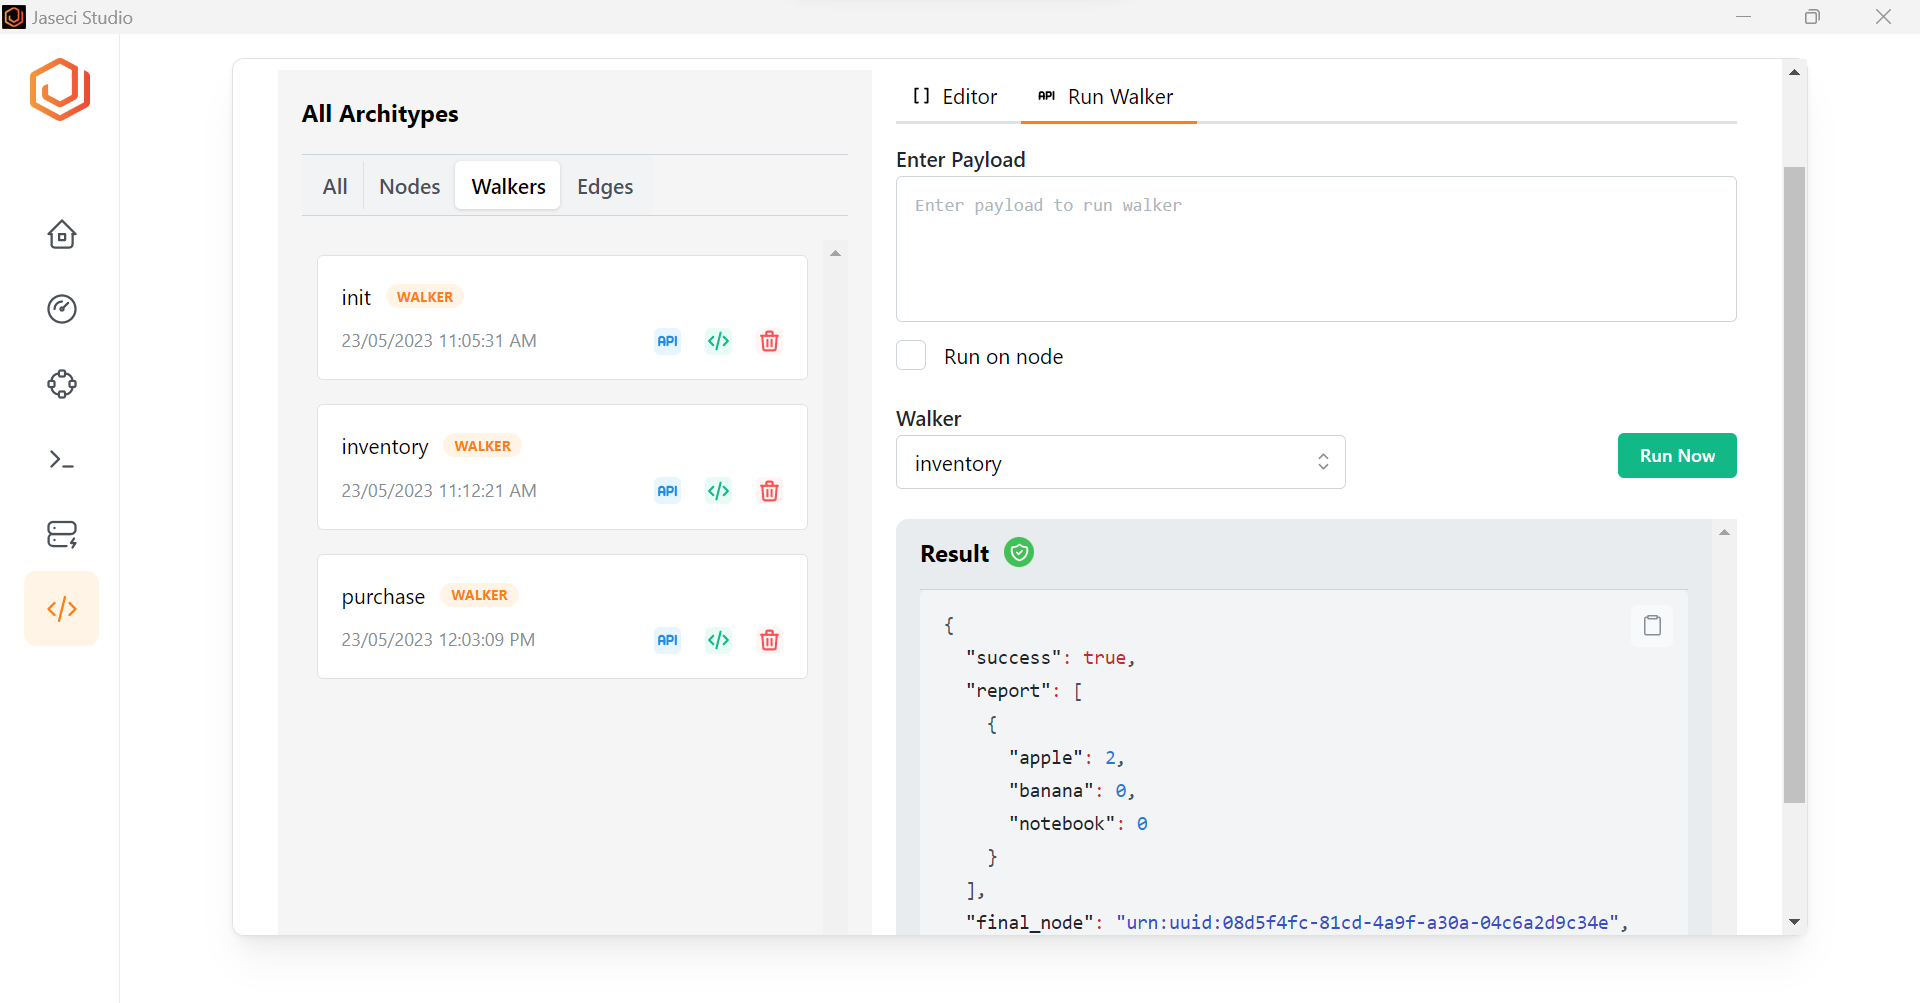 Jaseci Studio
All Architypes
All
Nodes
Walkers
Edges
init WALKER
23/05/2023 11:05:31 AM API </>
inventory WALKER
23/05/2023 11:12:21 AM API </>
purchase WALKER
23/05/2023 12:03:09 PM API </>
[] Editor
API Run Walker
Enter Payload
Enter payload to run walker
Run on node
Walker
inventory
Run Now
Result
{
"success": true,
"report": [
{
"apple": 2,
"banana": 0,
"notebook": 0
}
],
"final_node": "urn:uuid:08d5f4fc-81cd-4a9f-a30a-04c6a2d9c34e",